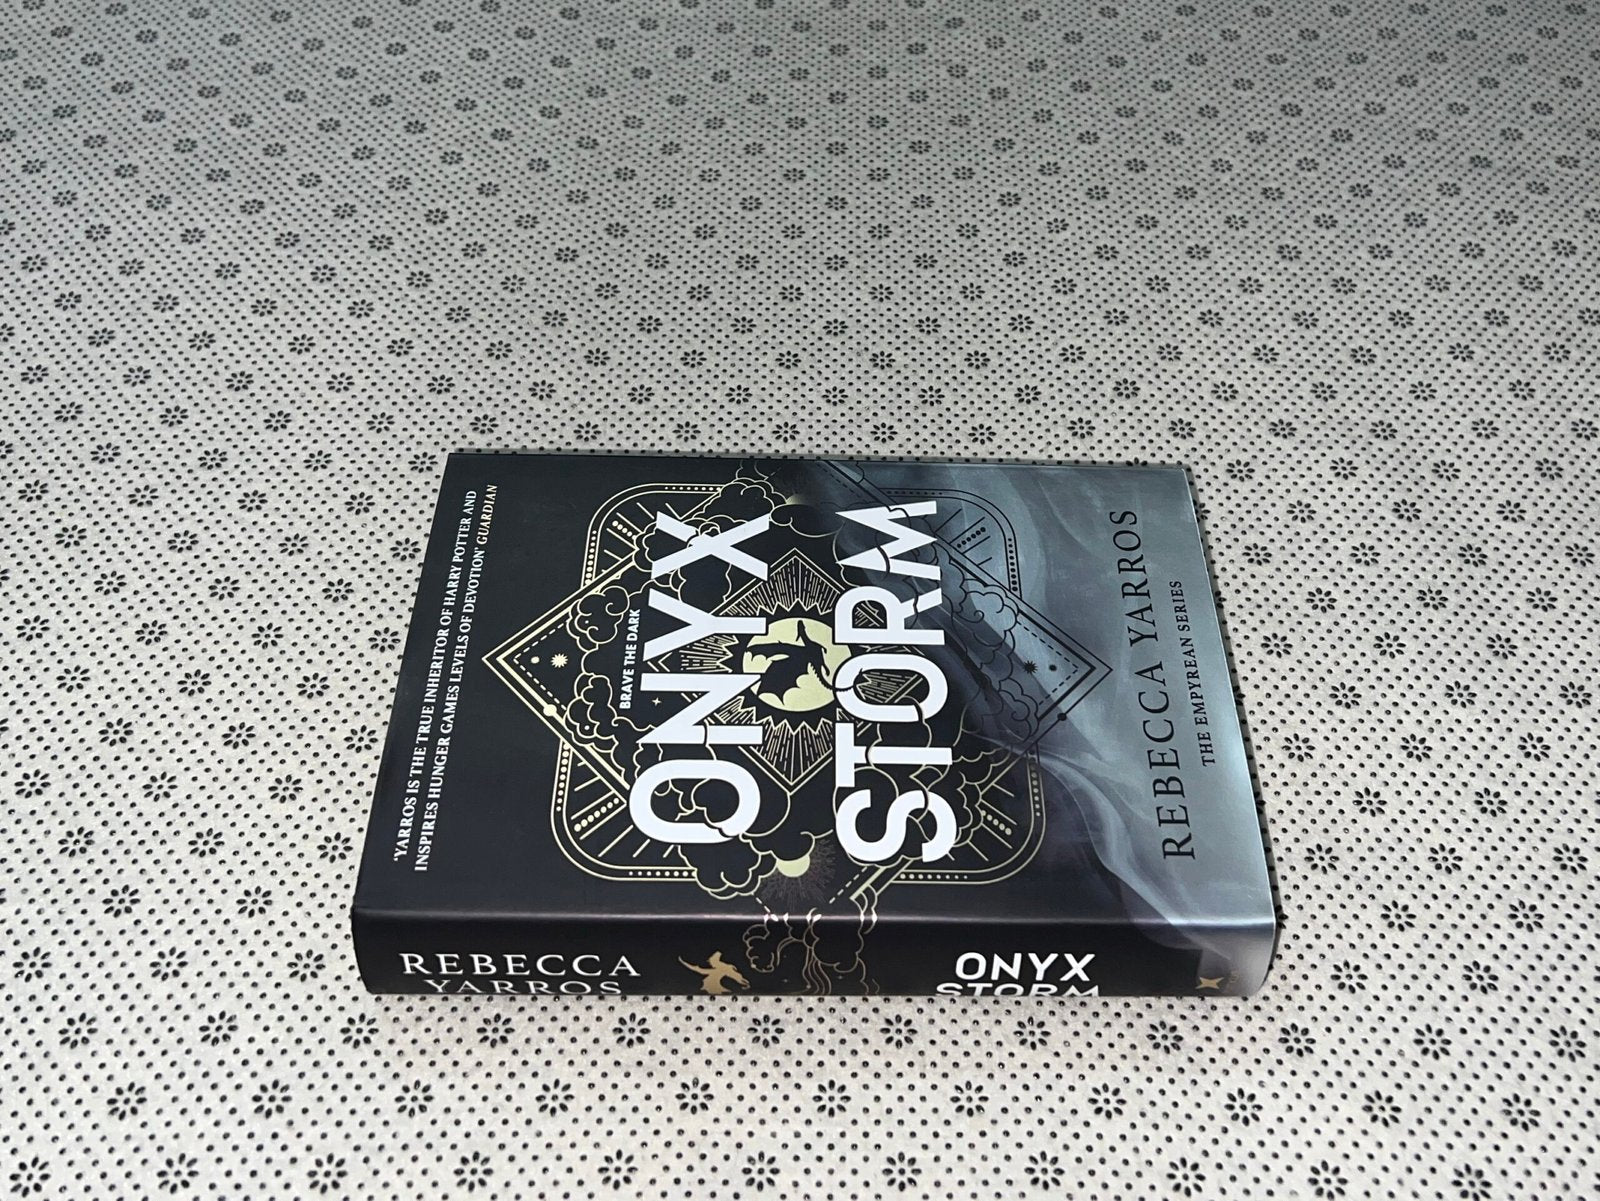 'YARROS IS THE TRUE INHERITOR OF HARRY POTTER AND
INSPIRES HUNGER GAMES LEVELS OF DEVOTION' GUARDIAN
BRAVE THE DARK
ONYX
STORM
REBECCA YARROS
THE EMPYREAN SERIES
REBECCA
YARROS
ONYX
STORM